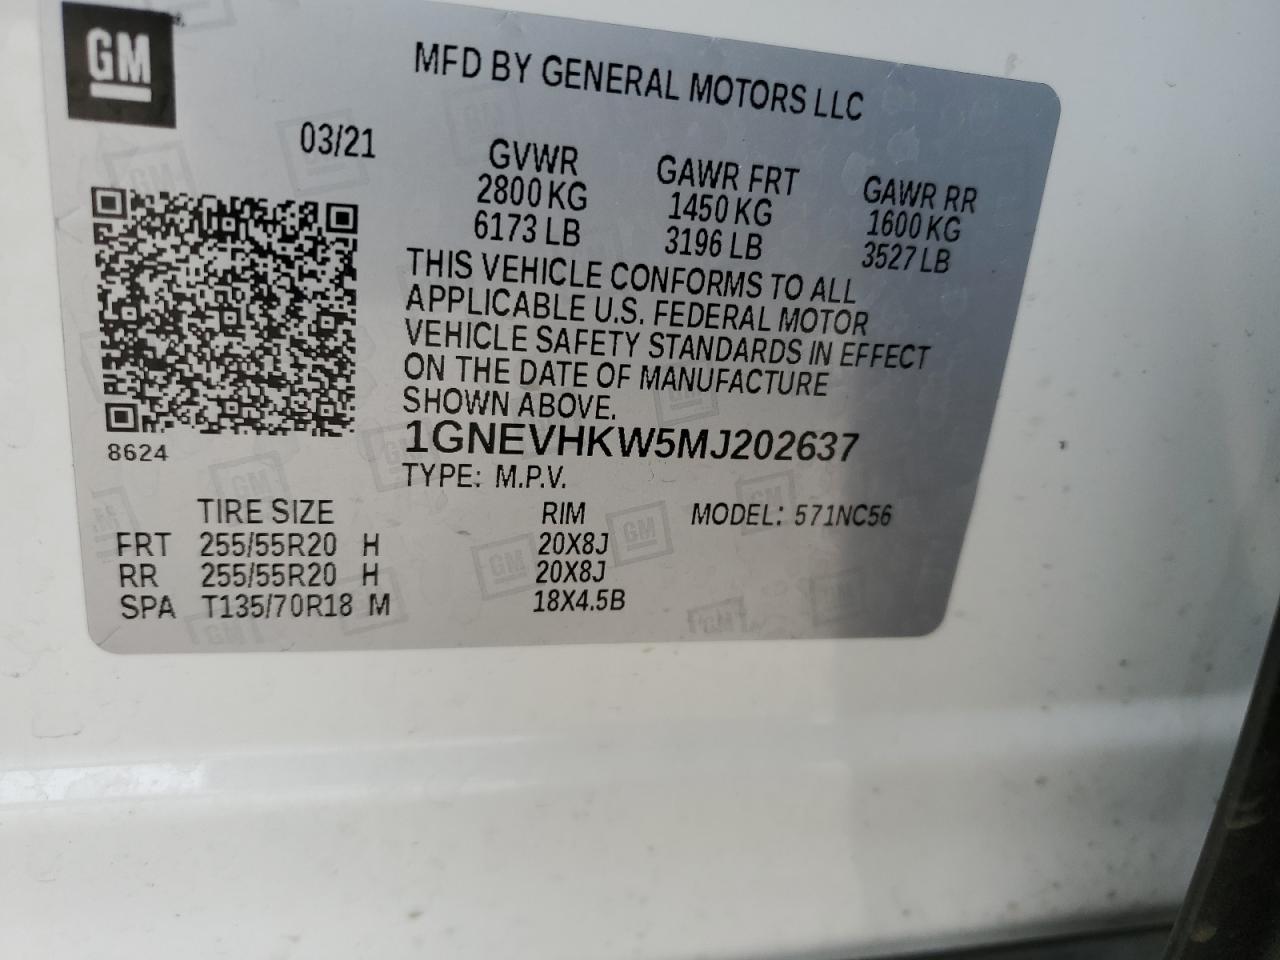 GM
MFD BY GENERAL MOTORS LLC
03/21
GVWR GAWR FRT GAWR RR
2800 KG 1450 KG 1600 KG
6173 LB 3196 LB 3527 LB
THIS VEHICLE CONFORMS TO ALL
APPLICABLE U.S. FEDERAL MOTOR
VEHICLE SAFETY STANDARDS IN EFFECT
ON THE DATE OF MANUFACTURE
SHOWN ABOVE.
8624
1GNEVHKW5MJ202637
TYPE: M.P.V.
TIRE SIZE RIM MODEL: 571NC56
FRT 255/55R20 H 20X8J
RR 255/55R20 H 20X8J
SPA T135/70R18 M 18X4.5B